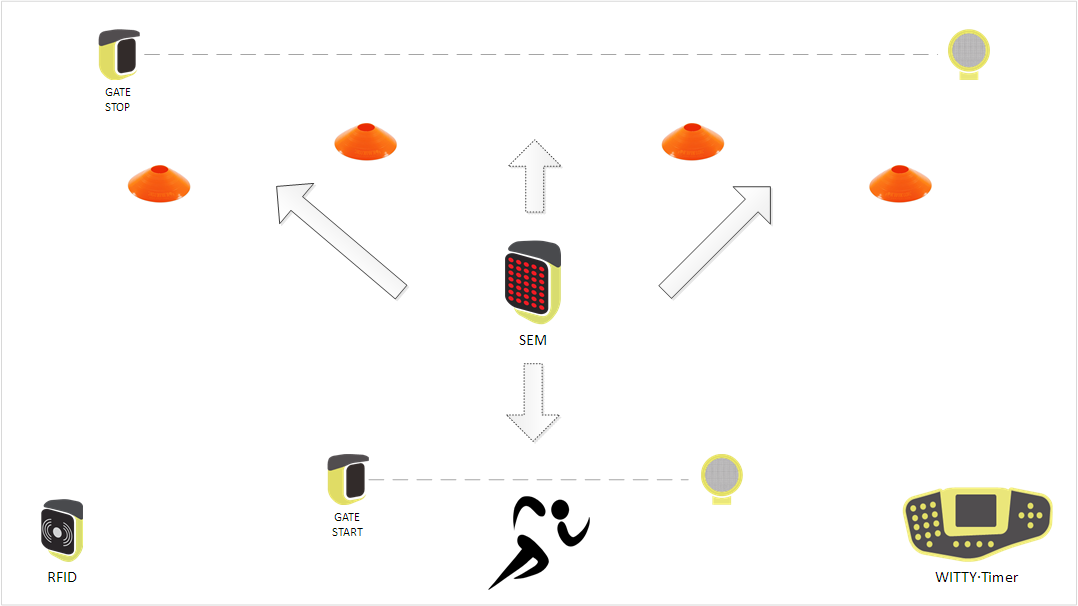 GATE
STOP
SEM
GATE
START
RFID
WITTY·Timer